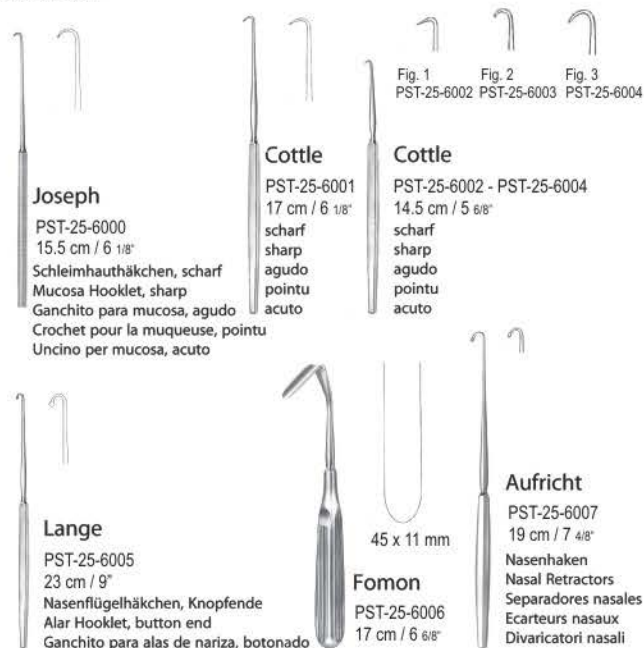 Fig. 1
PST-25-6002
Fig. 2
PST-25-6003
Fig. 3
PST-25-6004
Joseph
PST-25-6000
15.5 cm / 6 1/8"
Schleimhauthäkchen, scharf
Mucosa Hooklet, sharp
Ganchito para mucosa, agudo
Crochet pour la muqueuse, pointu
Uncino per mucosa, acuto
Cottle
PST-25-6001
17 cm / 6 1/8"
scharf
sharp
agudo
pointu
acuto
Cottle
PST-25-6002 - PST-25-6004
14.5 cm / 5 6/8"
scharf
sharp
agudo
pointu
acuto
Lange
PST-25-6005
23 cm / 9"
Nasenflügelhäkchen, Knopfende
Alar Hooklet, button end
Ganchito para alas de nariza, botonado
45 x 11 mm
Fomon
PST-25-6006
17 cm / 6 6/8"
Aufricht
PST-25-6007
19 cm / 7 4/8"
Nasenhaken
Nasal Retractors
Separadores nasales
Ecarteurs nasaux
Divaricatori nasali